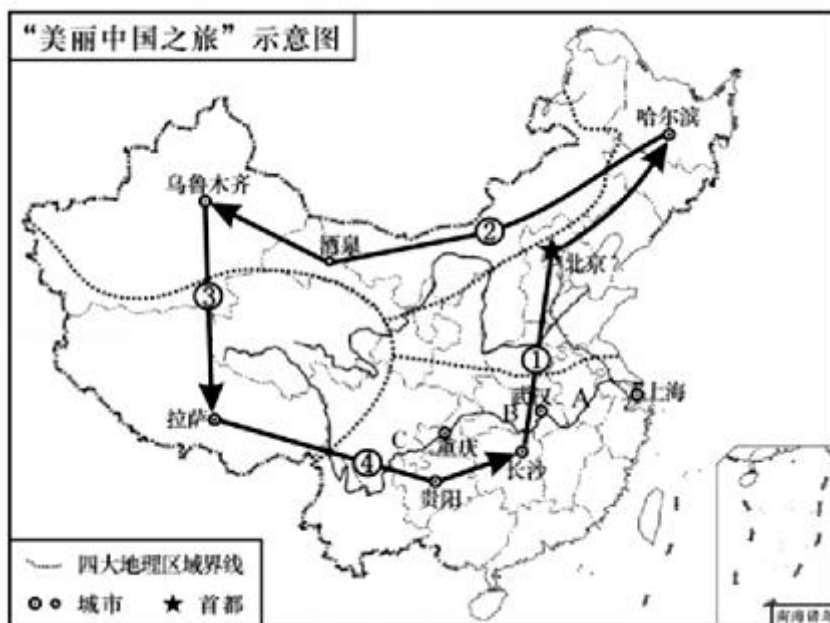 “美丽中国之旅”示意图
哈尔滨
乌鲁木齐
②
酒泉
北京
③
①
武汉
A
上海
B
拉萨
C
重庆
④
长沙
贵阳
四大地理区域界线
城市
首都
南海诸岛